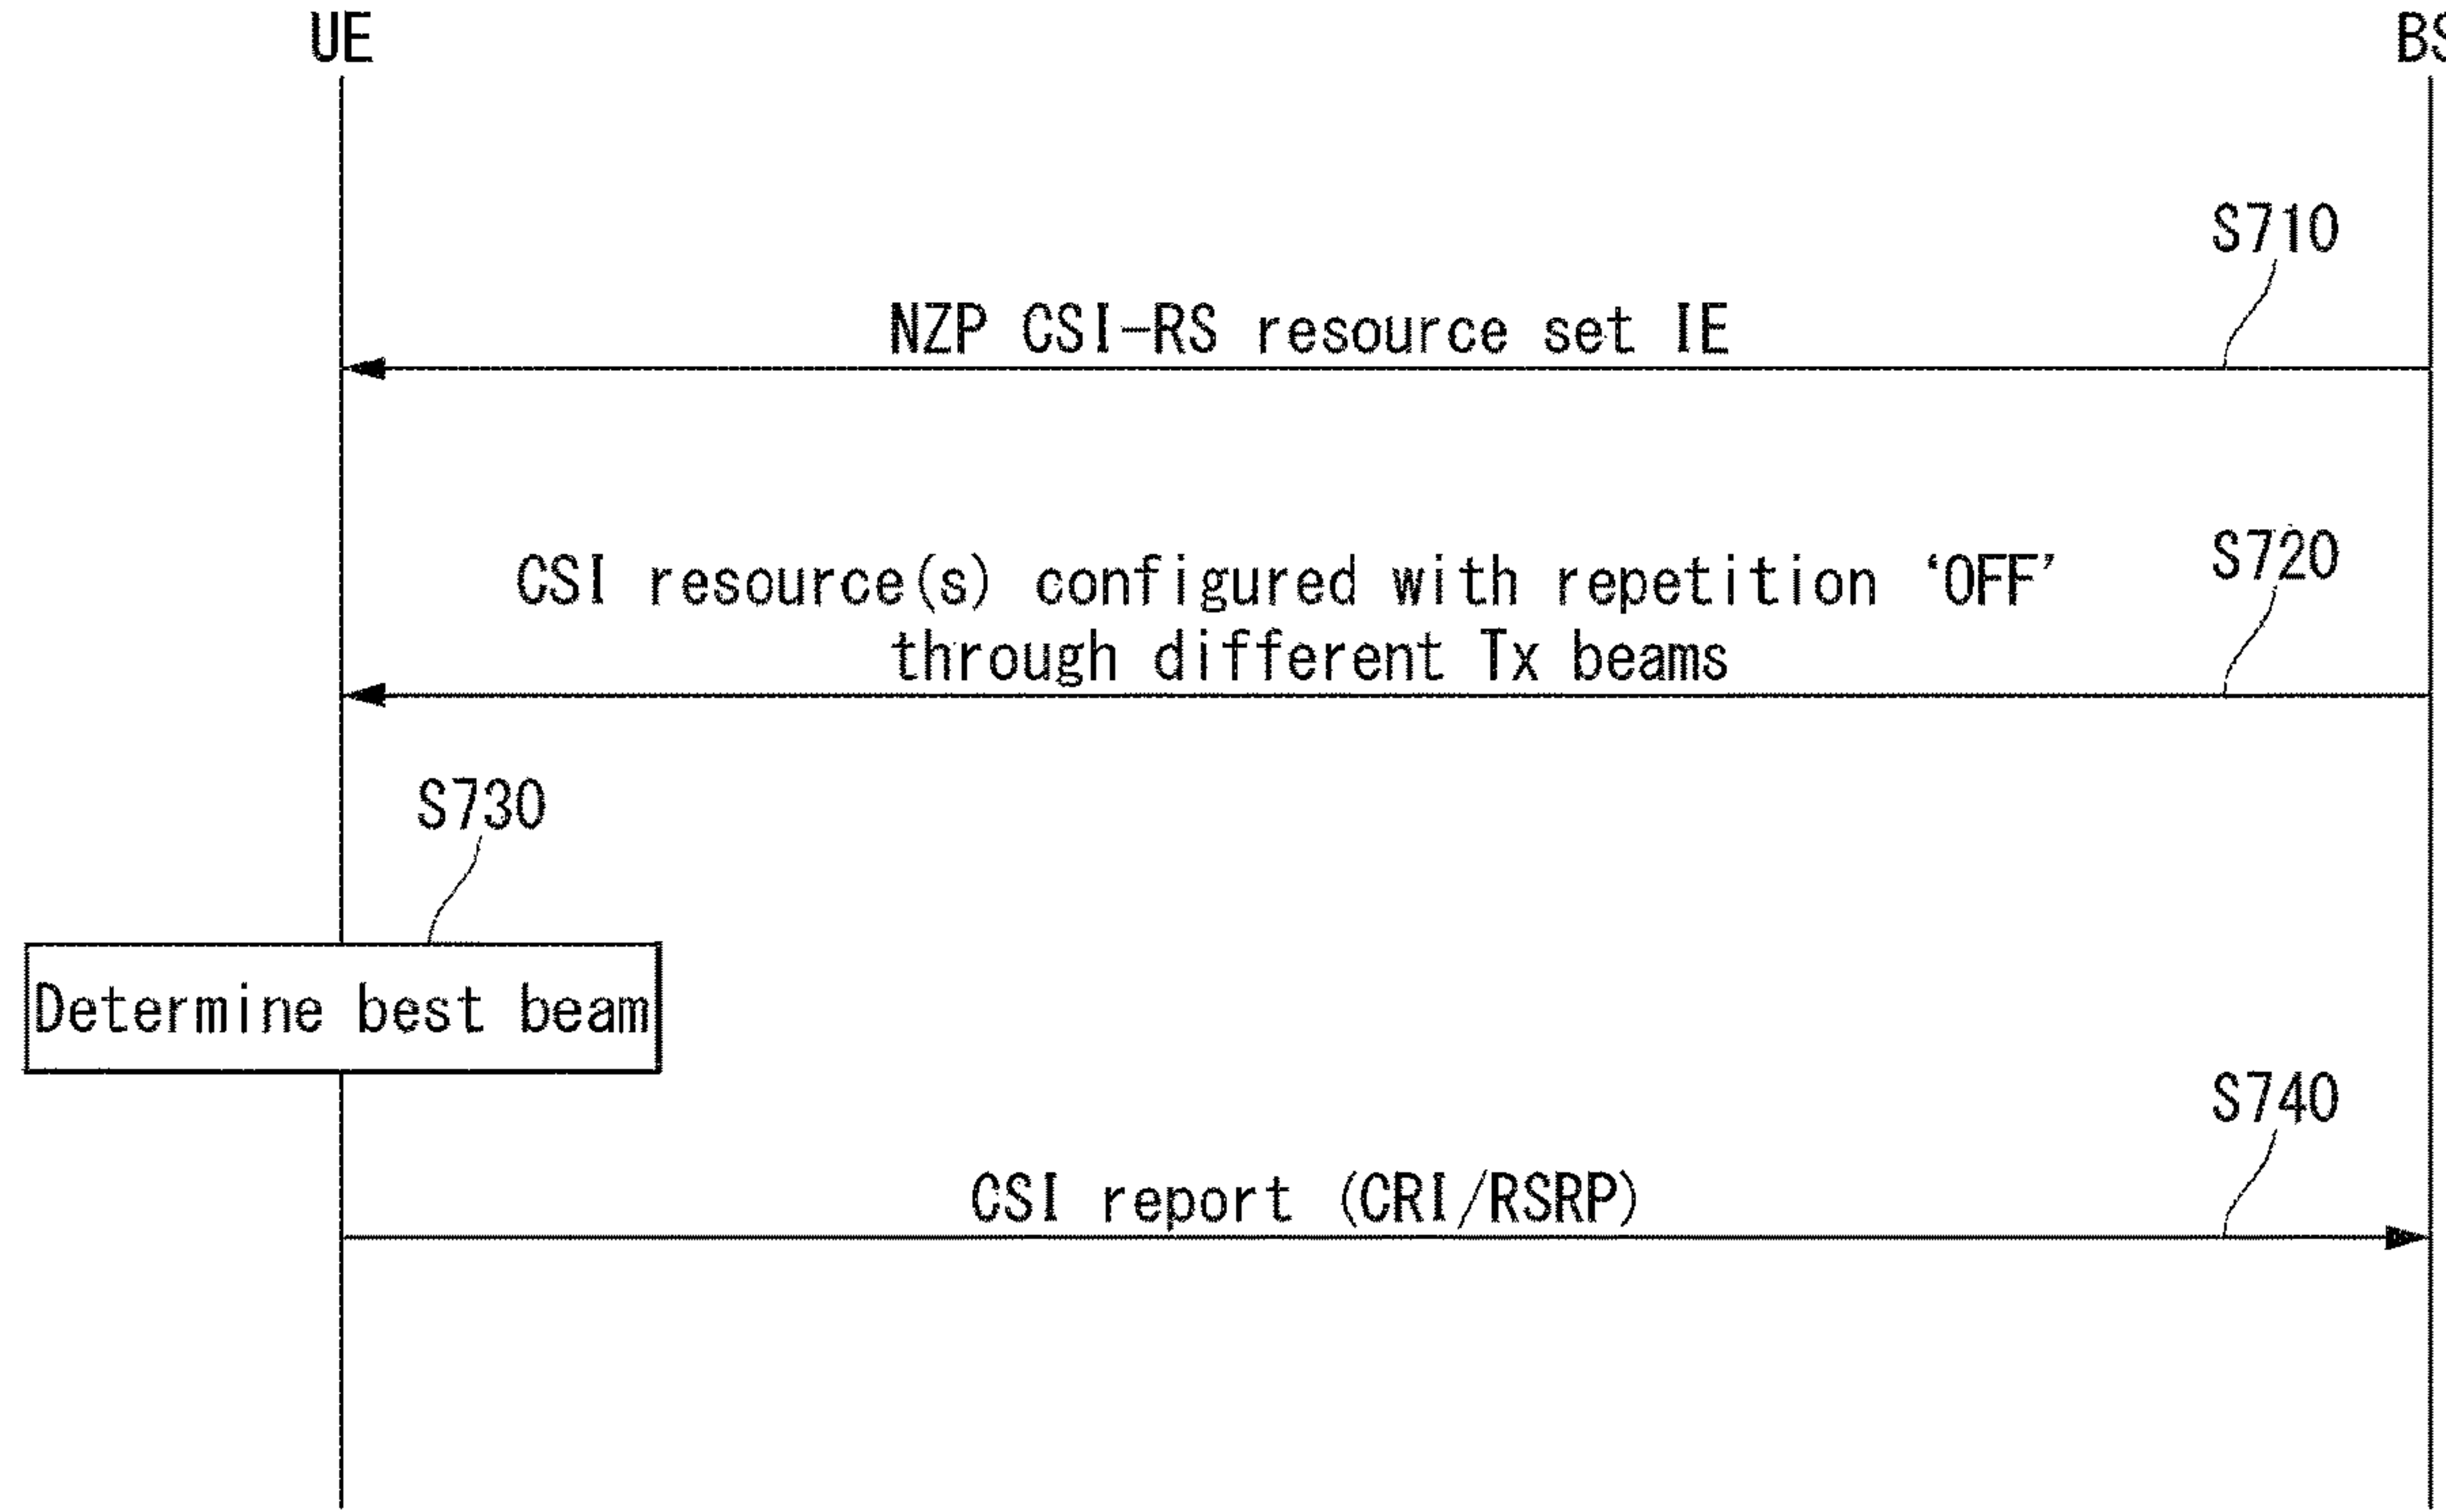 UE
BS
S710
NZP CSI-RS resource set IE
S720
CSI resource(s) configured with repetition ‘OFF’
through different Tx beams
S730
Determine best beam
S740
CSI report (CRI/RSRP)